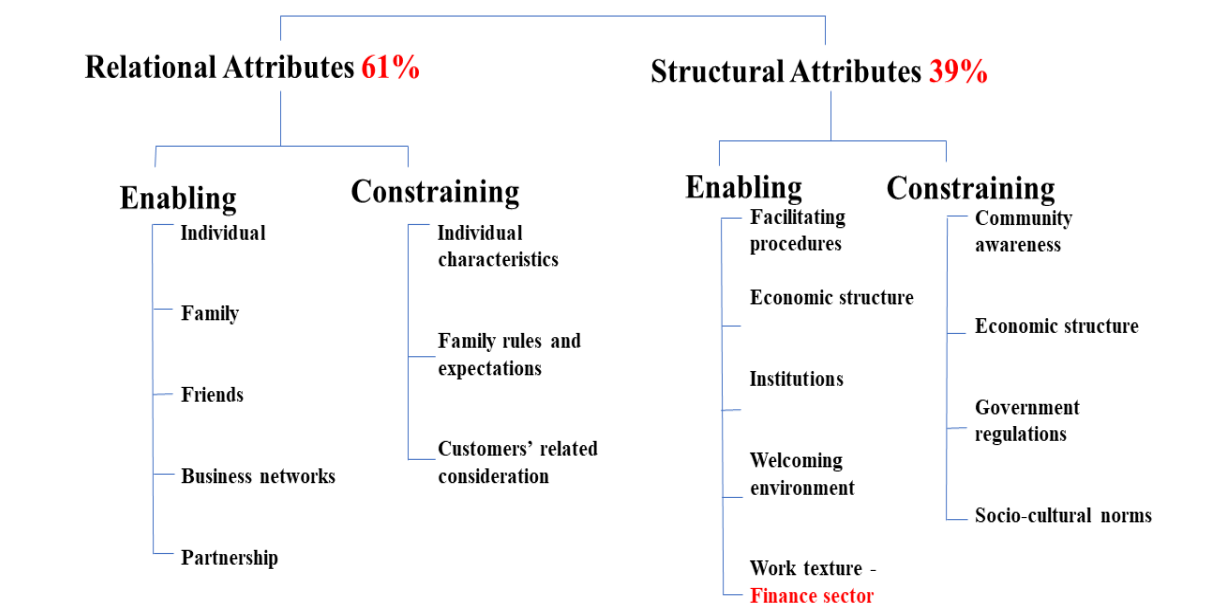 Relational Attributes 61%
Structural Attributes 39%
Enabling
Individual
Family
Friends
Business networks
Partnership
Constraining
Individual
characteristics
Family rules and
expectations
Customers’ related
consideration
Enabling
Facilitating
procedures
Economic structure
Institutions
Welcoming
environment
Work texture -
Finance sector
Constraining
Community
awareness
Economic structure
Government
regulations
Socio-cultural norms